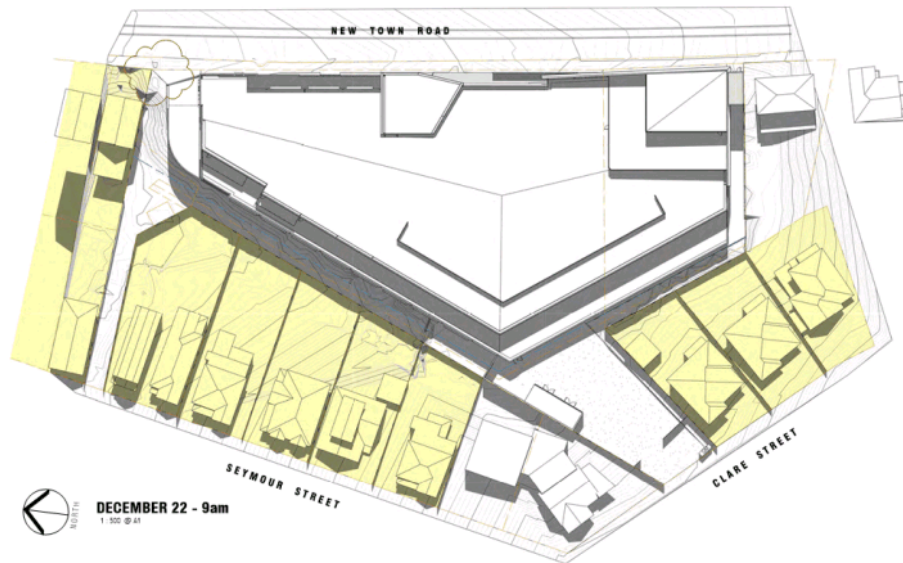 NEW TOWN ROAD
SEYMOUR STREET
CLARE STREET
NORTH
DECEMBER 22 - 9am
1 : 500 @ A1